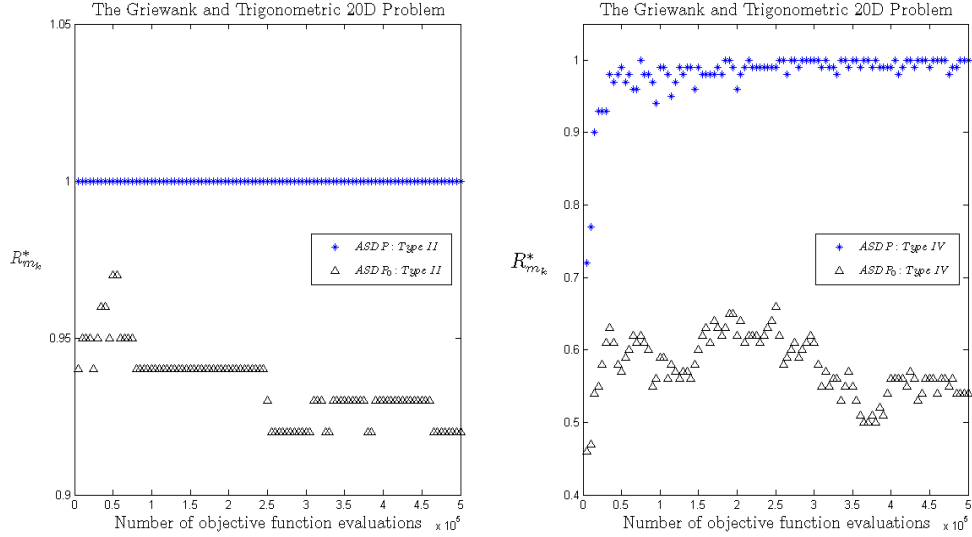 The Griewank and Trigonometric 20D Problem
1.05
1
0.95
0.9
R*mk
ASDP : Type II
ASDP0 : Type II
0 0.5 1 1.5 2 2.5 3 3.5 4 4.5 5
Number of objective function evaluations x 10^5
The Griewank and Trigonometric 20D Problem
1
0.9
0.8
0.7
0.6
0.5
0.4
R*mk
ASDP : Type IV
ASDP0 : Type IV
0 0.5 1 1.5 2 2.5 3 3.5 4 4.5 5
Number of objective function evaluations x 10^5